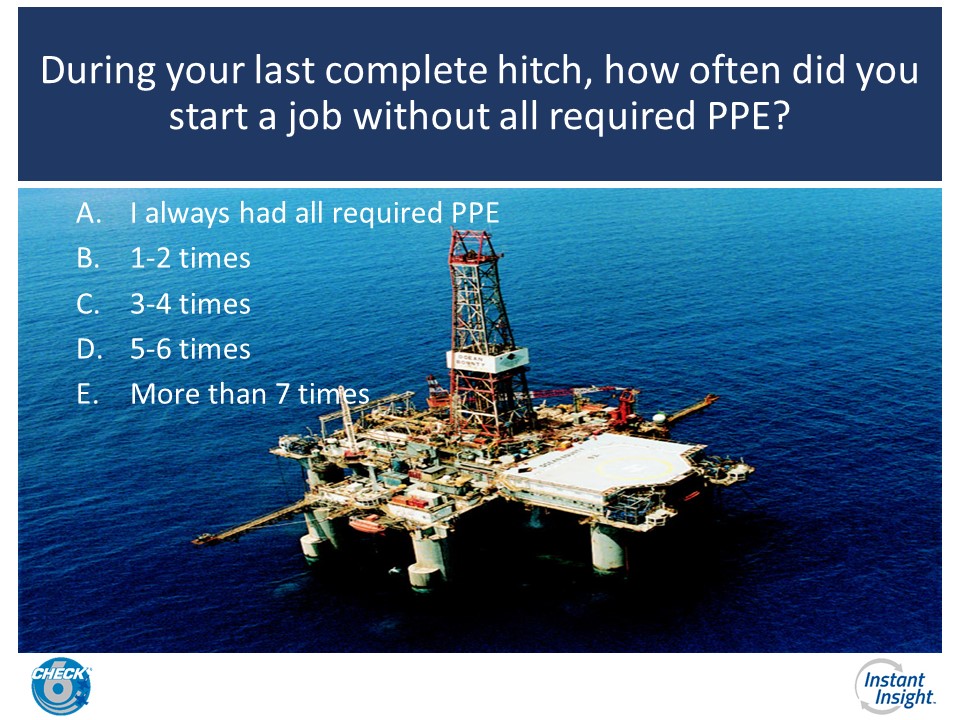 During your last complete hitch, how often did you
start a job without all required PPE?
A. I always had all required PPE
B. 1-2 times
C. 3-4 times
D. 5-6 times
E. More than 7 times
OCEAN
BOUNTY
CHECK
6
Instant
Insight